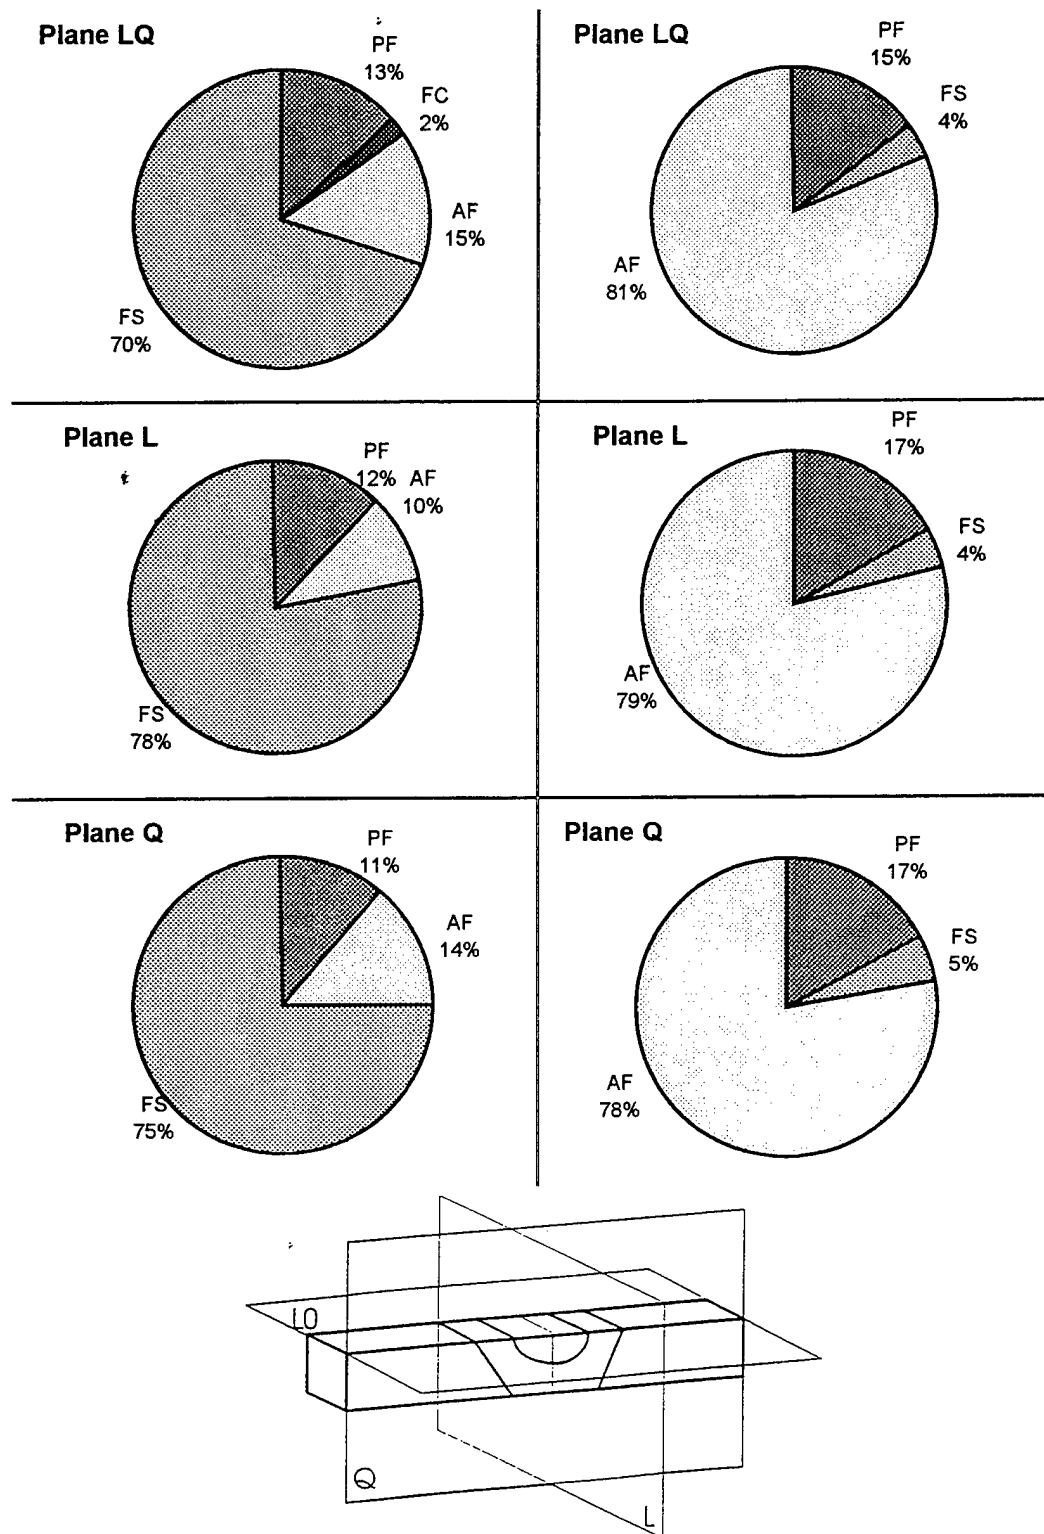 Plane LQ
PF
13%
FC
2%
AF
15%
FS
70%
Plane LQ
PF
15%
FS
4%
AF
81%
Plane L
PF
12%
AF
10%
FS
78%
Plane L
PF
17%
FS
4%
AF
79%
Plane Q
PF
11%
AF
14%
FS
75%
Plane Q
PF
17%
FS
5%
AF
78%
LQ
Q
L